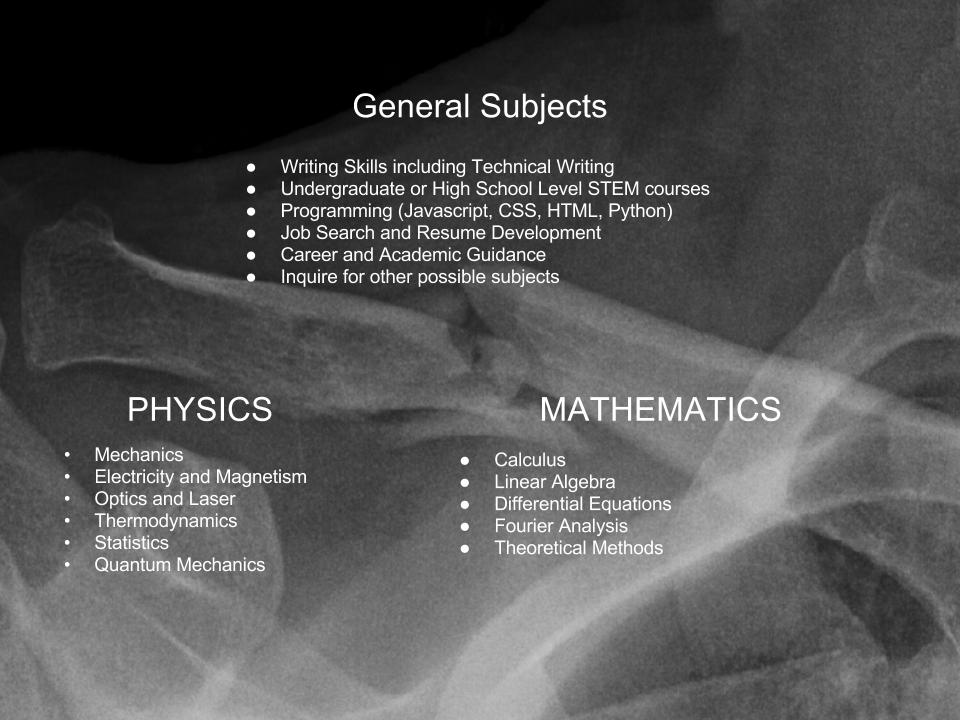 General Subjects
● Writing Skills including Technical Writing
● Undergraduate or High School Level STEM courses
● Programming (Javascript, CSS, HTML, Python)
● Job Search and Resume Development
● Career and Academic Guidance
● Inquire for other possible subjects
PHYSICS
• Mechanics
• Electricity and Magnetism
• Optics and Laser
• Thermodynamics
• Statistics
• Quantum Mechanics
MATHEMATICS
● Calculus
● Linear Algebra
● Differential Equations
● Fourier Analysis
● Theoretical Methods